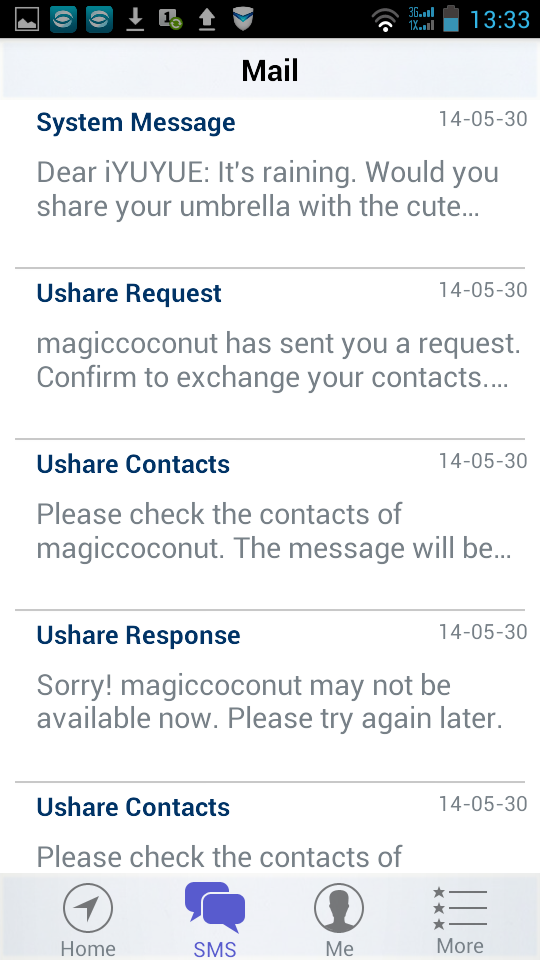 3G
1X
13:33
Mail
System Message 14-05-30
Dear iYUYUE: It's raining. Would you
share your umbrella with the cute...
Ushare Request 14-05-30
magiccoconut has sent you a request.
Confirm to exchange your contacts....
Ushare Contacts 14-05-30
Please check the contacts of
magiccoconut. The message will be...
Ushare Response 14-05-30
Sorry! magiccoconut may not be
available now. Please try again later.
Ushare Contacts 14-05-30
Please check the contacts of
Home SMS Me More